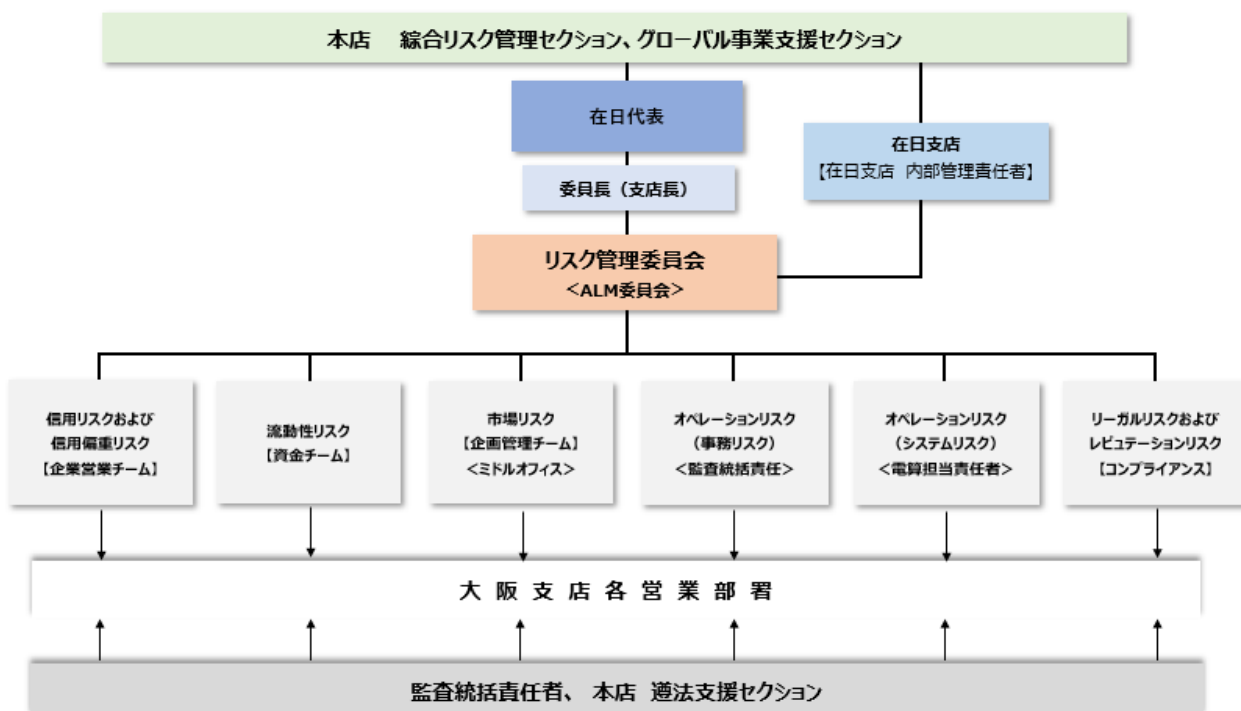 本店　綜合リスク管理セクション、グローバル事業支援セクション
在日代表
在日支店
【在日支店 内部管理責任者】
委員長（支店長）
リスク管理委員会
<ALM委員会>
信用リスクおよび
信用偏重リスク
【企業営業チーム】
流動性リスク
【資金チーム】
市場リスク
【企画管理チーム】
<ミドルオフィス>
オペレーションリスク
（事務リスク）
<監査統括責任>
オペレーションリスク
（システムリスク）
<電算担当責任者>
リーガルリスクおよび
レピュテーションリスク
【コンプライアンス】
大 阪 支 店 各 営 業 部 署
監査統括責任者、 本店 遵法支援セクション